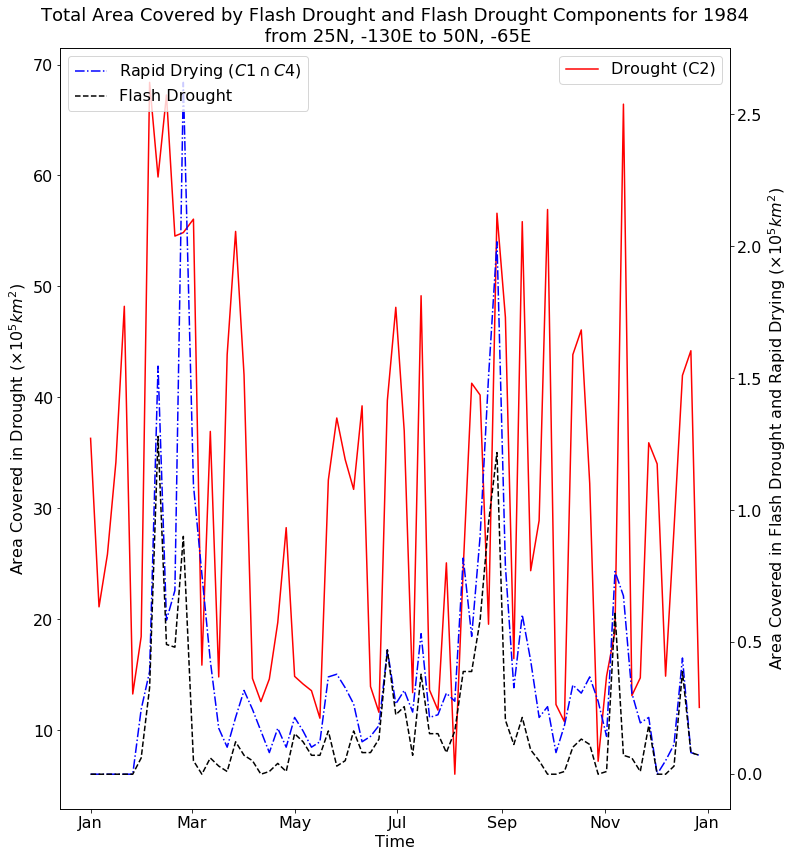 Total Area Covered by Flash Drought and Flash Drought Components for 1984
from 25N, -130E to 50N, -65E
Rapid Drying (C1 ∩ C4)
Flash Drought
Drought (C2)
Area Covered in Drought (×10⁵km²)
70
60
50
40
30
20
10
Area Covered in Flash Drought and Rapid Drying (×10⁵km²)
2.5
2.0
1.5
1.0
0.5
0.0
Jan Mar May Jul Sep Nov Jan
Time